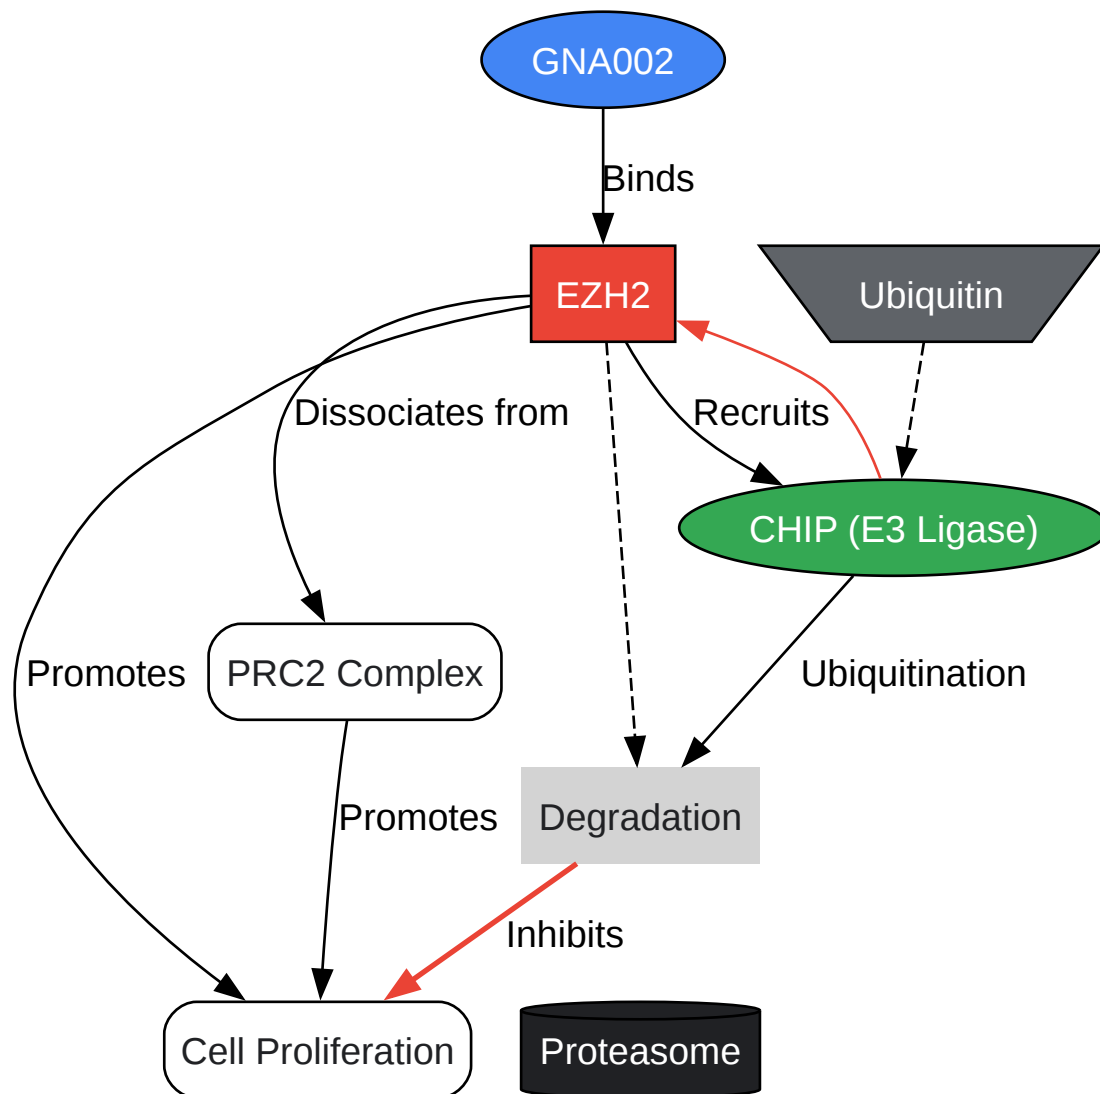 GNA002
Binds
EZH2
Ubiquitin
Dissociates from
Recruits
CHIP (E3 Ligase)
Promotes
PRC2 Complex
Ubiquitination
Promotes
Degradation
Inhibits
Cell Proliferation
Proteasome